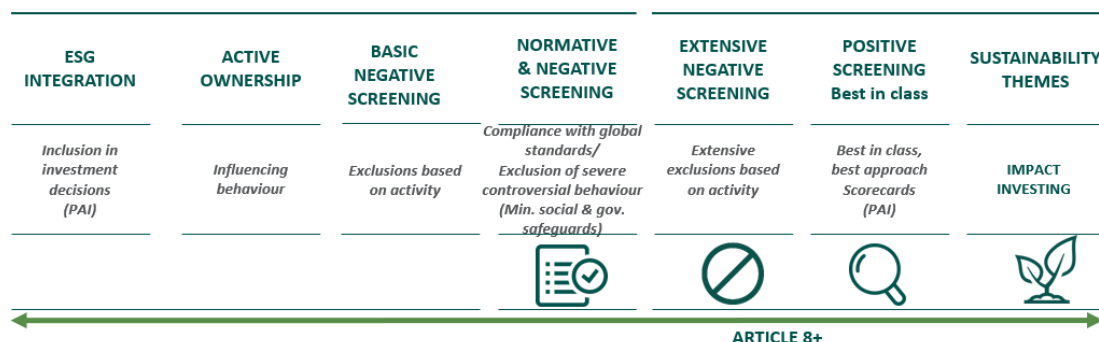 ESG
INTEGRATION
ACTIVE
OWNERSHIP
BASIC
NEGATIVE
SCREENING
NORMATIVE
& NEGATIVE
SCREENING
EXTENSIVE
NEGATIVE
SCREENING
POSITIVE
SCREENING
Best in class
SUSTAINABILITY
THEMES
Inclusion in
investment
decisions
(PAI)
Influencing
behaviour
Exclusions based
on activity
Compliance with global
standards/
Exclusion of severe
controversial behaviour
(Min. social & gov.
safeguards)
Extensive
exclusions based
on activity
Best in class,
best approach
Scorecards
(PAI)
IMPACT
INVESTING
ARTICLE 8+